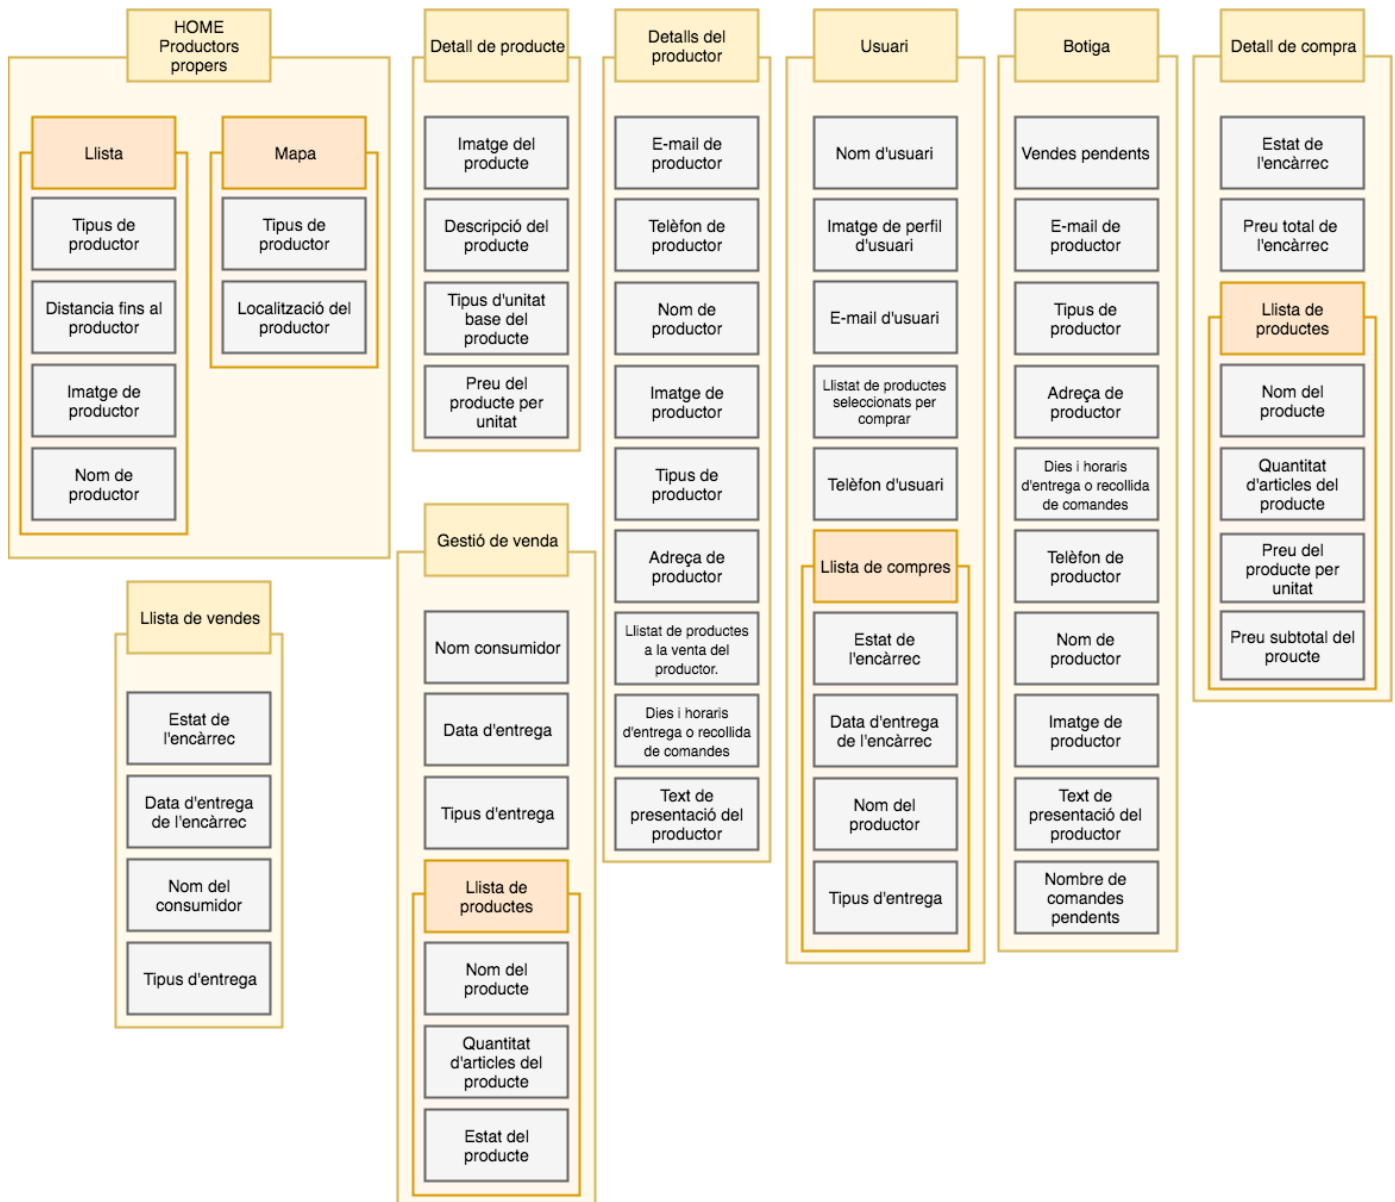 HOME
Productors
propers
Llista
Tipus de
productor
Distancia fins al
productor
Imatge de
productor
Nom de
productor
Mapa
Tipus de
productor
Localització del
productor
Detall de producte
Imatge del
producte
Descripció del
producte
Tipus d'unitat
base del
producte
Preu del
producte per
unitat
Detalls del
productor
E-mail de
productor
Telèfon de
productor
Nom de
productor
Imatge de
productor
Tipus de
productor
Adreça de
productor
Llistat de productes
a la venta del
productor.
Dies i horaris
d'entrega o recollida
de comandes
Text de
presentació del
productor
Usuari
Nom d'usuari
Imatge de perfil
d'usuari
E-mail d'usuari
Llistat de productes
seleccionats per
comprar
Telèfon d'usuari
Llista de compres
Estat de
l'encàrrec
Data d'entrega
de l'encàrrec
Nom del
productor
Tipus d'entrega
Botiga
Vendes pendents
E-mail de
productor
Tipus de
productor
Adreça de
productor
Dies i horaris
d'entrega o recollida
de comandes
Telèfon de
productor
Nom de
productor
Imatge de
productor
Text de
presentació del
productor
Nombre de
comandes
pendents
Detall de compra
Estat de
l'encàrrec
Preu total de
l'encàrrec
Llista de
productes
Nom del
producte
Quantitat
d'articles del
producte
Preu del
producte per
unitat
Preu subtotal del
proucte
Llista de vendes
Estat de
l'encàrrec
Data d'entrega
de l'encàrrec
Nom del
consumidor
Tipus d'entrega
Gestió de venda
Nom consumidor
Data d'entrega
Tipus d'entrega
Llista de
productes
Nom del
producte
Quantitat
d'articles del
producte
Estat del
producte